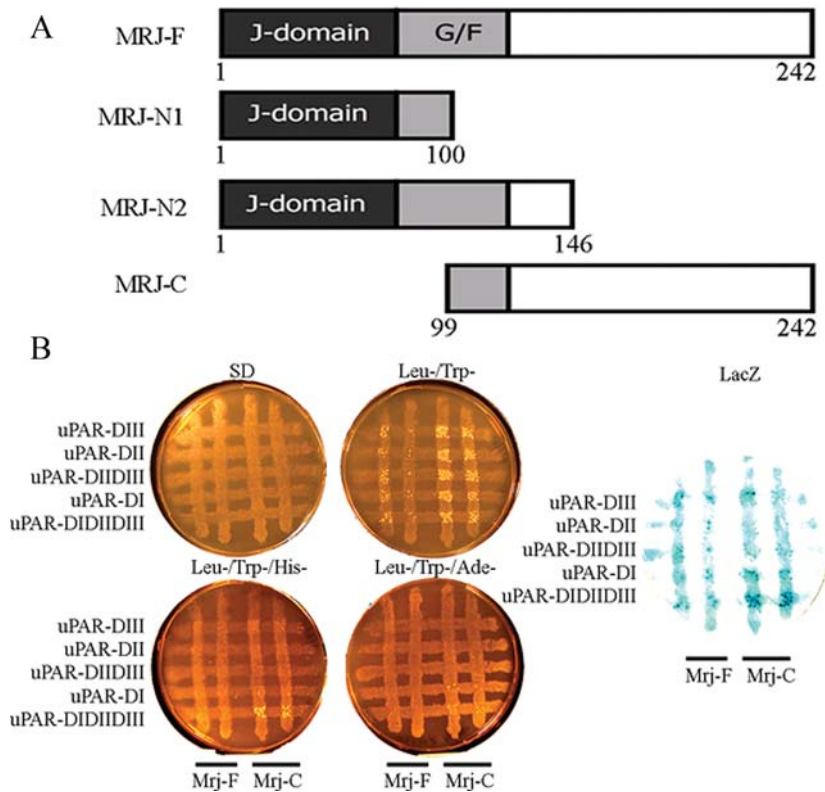 A
MRJ-F
J-domain
G/F
1
242
MRJ-N1
J-domain
1
100
MRJ-N2
J-domain
1
146
MRJ-C
99
242
B
SD
Leu-/Trp-
LacZ
uPAR-DIII
uPAR-DII
uPAR-DIIDIII
uPAR-DI
uPAR-DIDIIDIII
uPAR-DIII
uPAR-DII
uPAR-DIIDIII
uPAR-DI
uPAR-DIDIIDIII
Leu-/Trp-/His-
Leu-/Trp-/Ade-
uPAR-DIII
uPAR-DII
uPAR-DIIDIII
uPAR-DI
uPAR-DIDIIDIII
Mrj-F
Mrj-C
Mrj-F
Mrj-C
Mrj-F
Mrj-C